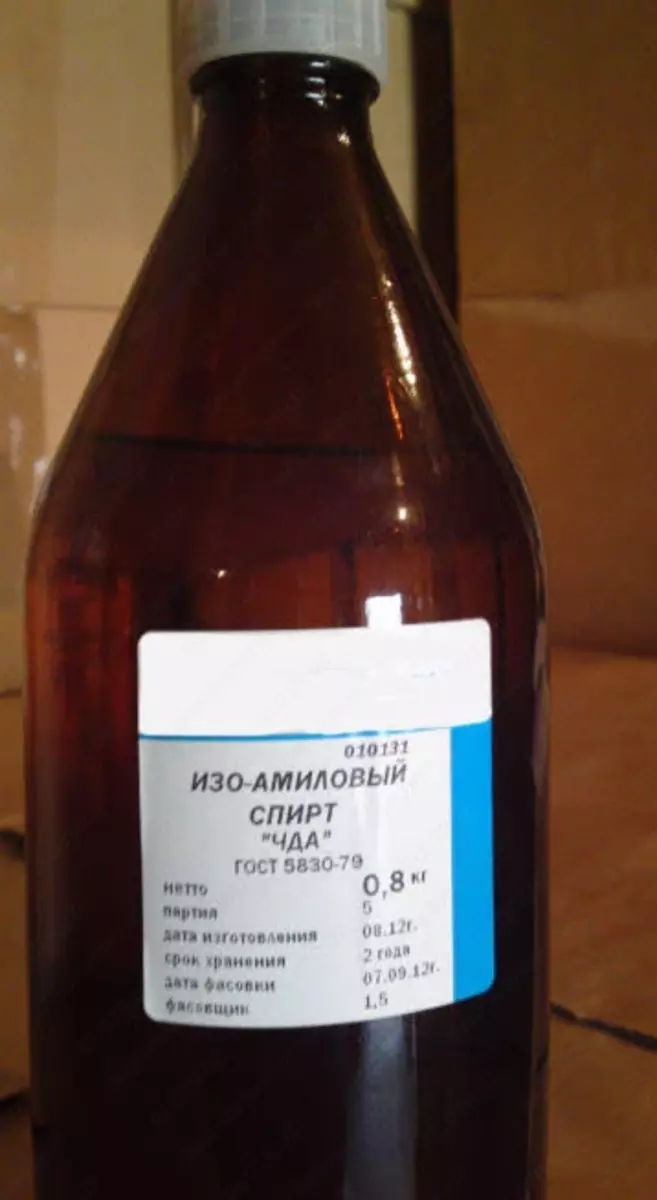 010131
ИЗО-АМИЛОВЫЙ
СПИРТ
"ЧДА"
ГОСТ 5830-79
нетто 0,8 кг
партия 5
дата изготовления 08.12г.
срок хранения 2 года
дата фасовки 07.09.12г.
фасовщик 1,5